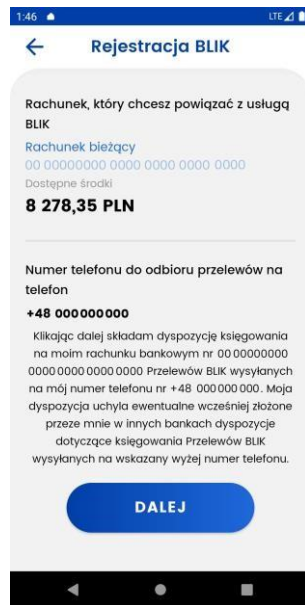 1:46
LTE
Rejestracja BLIK
Rachunek, który chcesz powiązać z usługą
BLIK
Rachunek bieżący
00 00000000 0000 0000 0000 0000
Dostępne środki
8 278,35 PLN
Numer telefonu do odbioru przelewów na
telefon
+48 000000000
Klikając dalej składam dyspozycję księgowania
na moim rachunku bankowym nr 00 00000000
0000 0000 0000 0000 Przelewów BLIK wysyłanych
na mój numer telefonu nr +48 000 000 000. Moja
dyspozycja uchyla ewentualne wcześniej złożone
przeze mnie w innych bankach dyspozycje
dotyczące księgowania Przelewów BLIK
wysyłanych na wskazany wyżej numer telefonu.
DALEJ